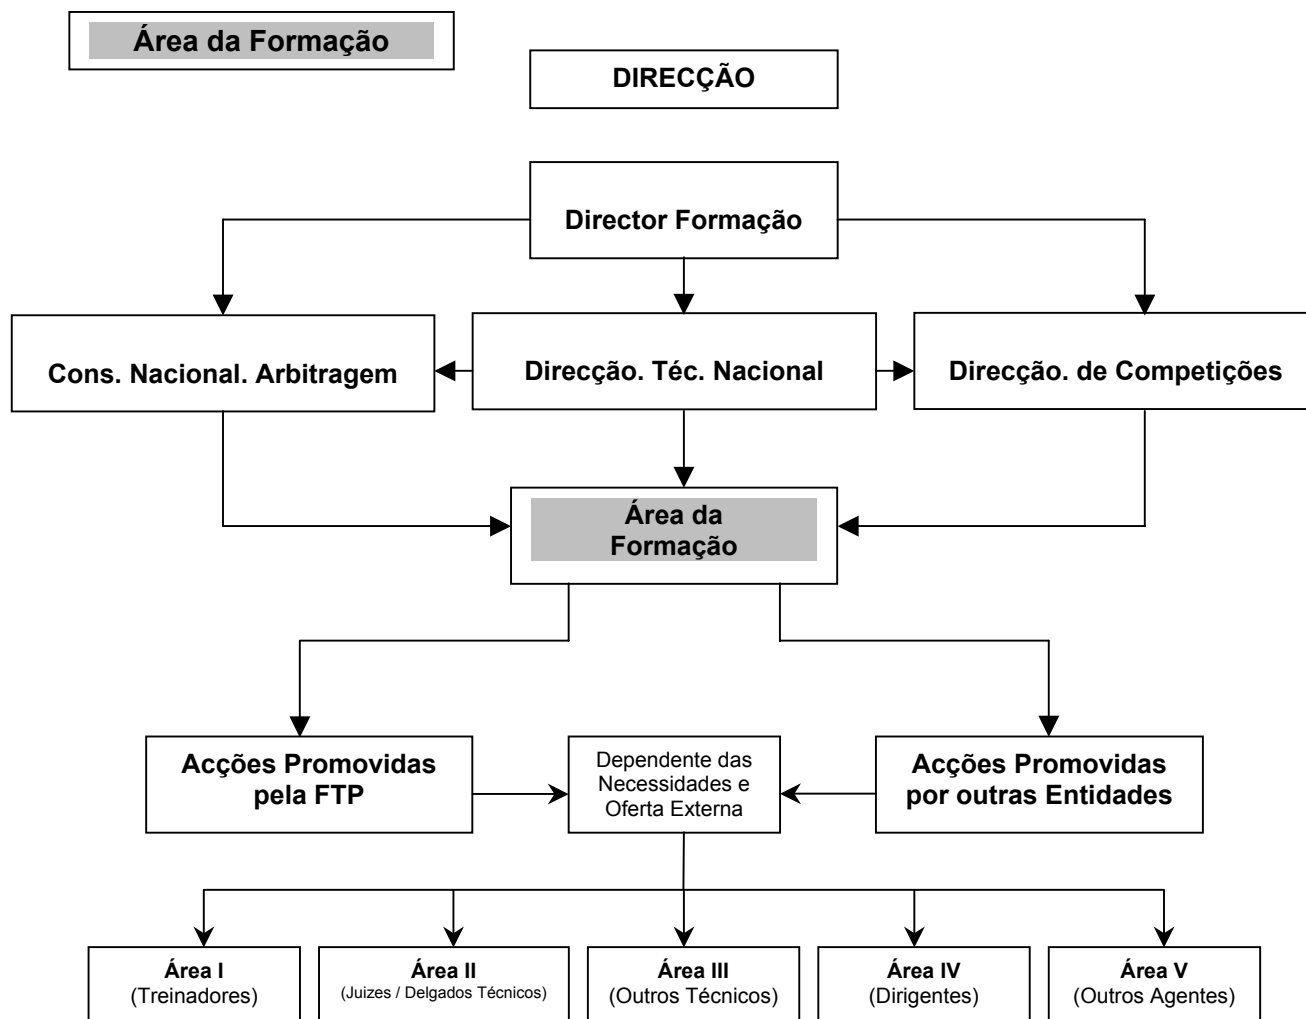 Área da Formação
DIRECÇÃO
Director Formação
Cons. Nacional. Arbitragem
Direcção. Téc. Nacional
Direcção. de Competições
Área da
Formação
Acções Promovidas
pela FTP
Dependente das
Necessidades e
Oferta Externa
Acções Promovidas
por outras Entidades
Área I
(Treinadores)
Área II
(Juizes / Delgados Técnicos)
Área III
(Outros Técnicos)
Área IV
(Dirigentes)
Área V
(Outros Agentes)